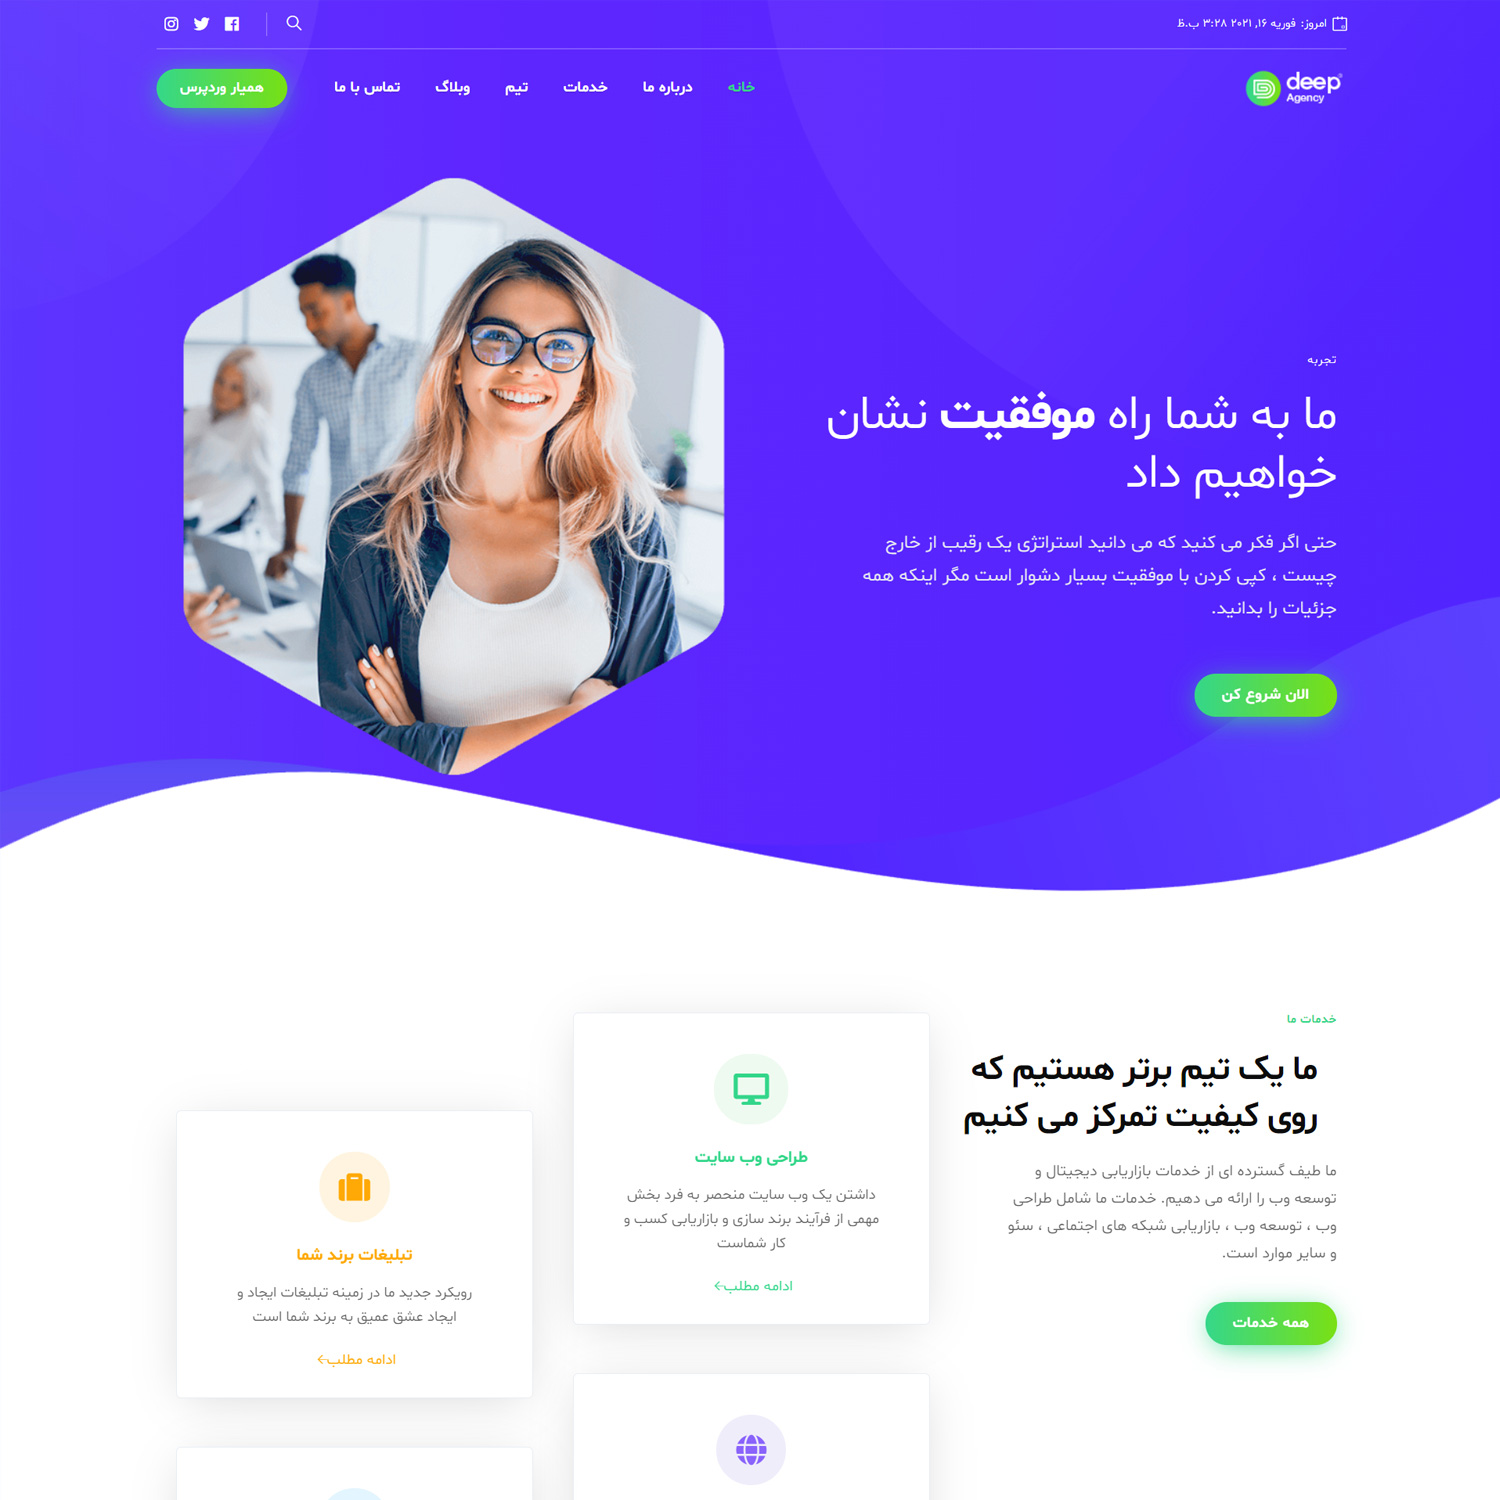 امروز: فوریه ۱۶, ۲۰۲۱ ۳:۲۸ ب.ظ
deep
Agency
خانه
درباره ما
خدمات
تیم
وبلاگ
تماس با ما
همیار وردپرس
تجربه
ما به شما راه موفقیت نشان
خواهیم داد
حتی اگر فکر می کنید که می دانید استراتژی یک رقیب از خارج
چیست ، کپی کردن با موفقیت بسیار دشوار است مگر اینکه همه
جزئیات را بدانید.
الان شروع کن
خدمات ما
ما یک تیم برتر هستیم که
روی کیفیت تمرکز می کنیم
ما طیف گسترده ای از خدمات بازاریابی دیجیتال و
توسعه وب را ارائه می دهیم. خدمات ما شامل طراحی
وب ، توسعه وب ، بازاریابی شبکه های اجتماعی ، سئو
و سایر موارد است.
همه خدمات
طراحی وب سایت
داشتن یک وب سایت منحصر به فرد بخش
مهمی از فرآیند برند سازی و بازاریابی کسب و
کار شماست
ادامه مطلب
تبلیغات برند شما
رویکرد جدید ما در زمینه تبلیغات ایجاد و
ایجاد عشق عمیق به برند شما است
ادامه مطلب